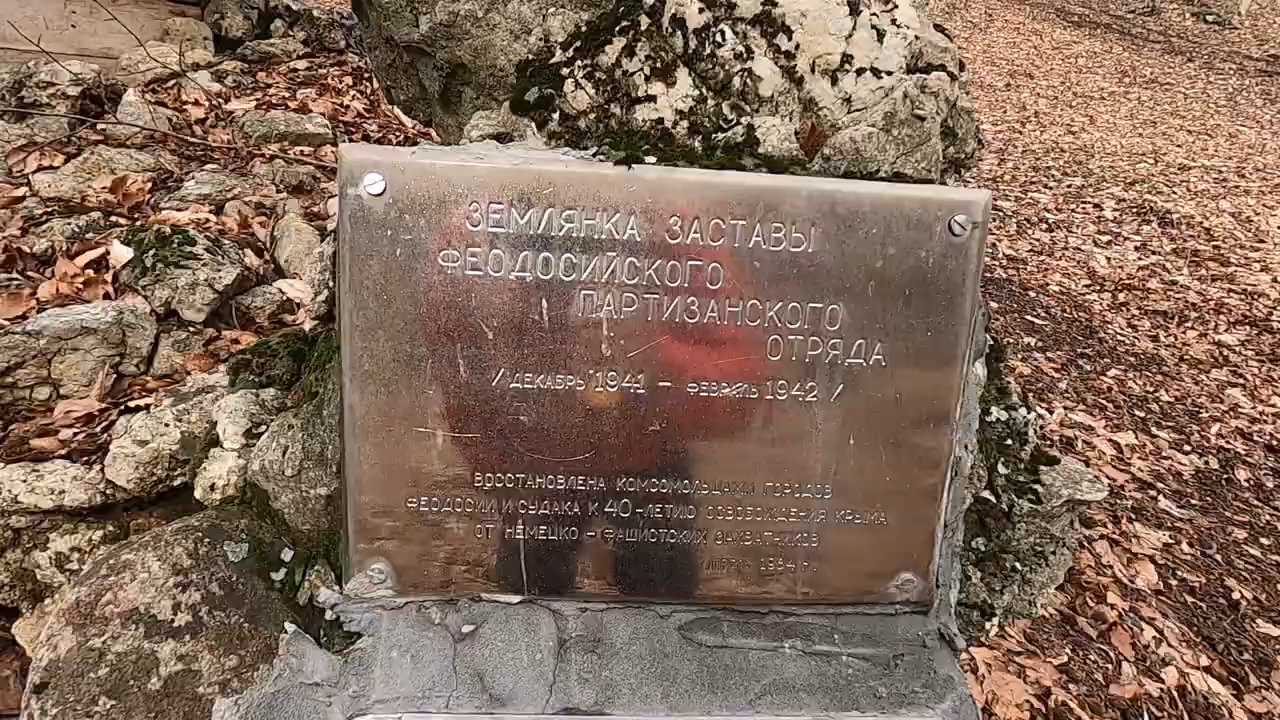 ЗЕМЛЯНКА ЗАСТАВЫ
ФЕОДОСИЙСКОГО
ПАРТИЗАНСКОГО
ОТРЯДА
/ ДЕКАБРЬ 1941 - ФЕВРАЛЬ 1942 /
ВОССТАНОВЛЕНА КОМСОМОЛЬЦАМИ ГОРОДОВ
ФЕОДОСИИ И СУДАКА К 40-ЛЕТИЮ ОСВОБОЖДЕНИЯ КРЫМА
ОТ НЕМЕЦКО - ФАШИСТСКИХ ЗАХВАТЧИКОВ
1984 г.